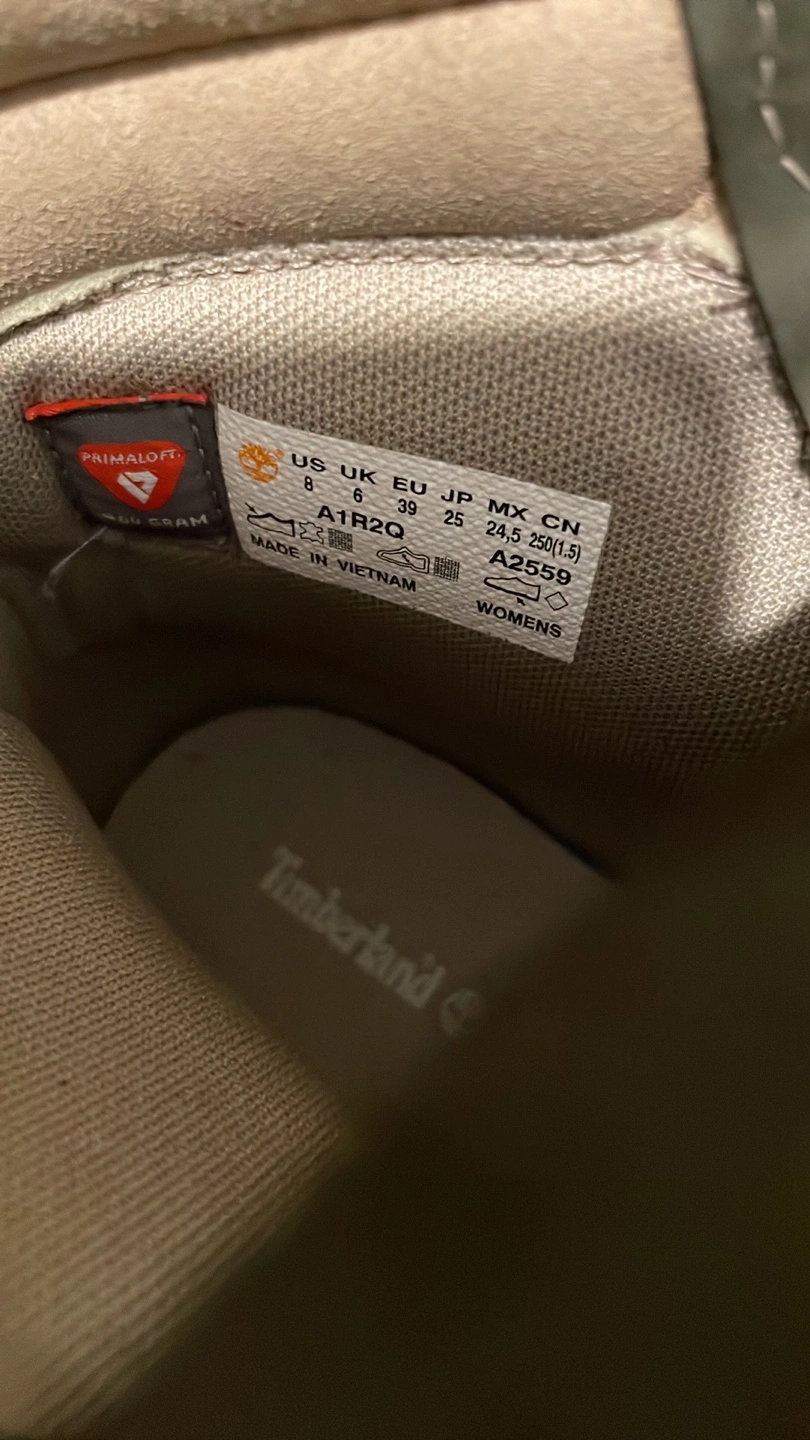 PRIMALOFT®
GRAM
US UK EU JP MX CN
8 6 39 25 24,5 250(1.5)
A1R2Q A2559
MADE IN VIETNAM
WOMENS
Timberland